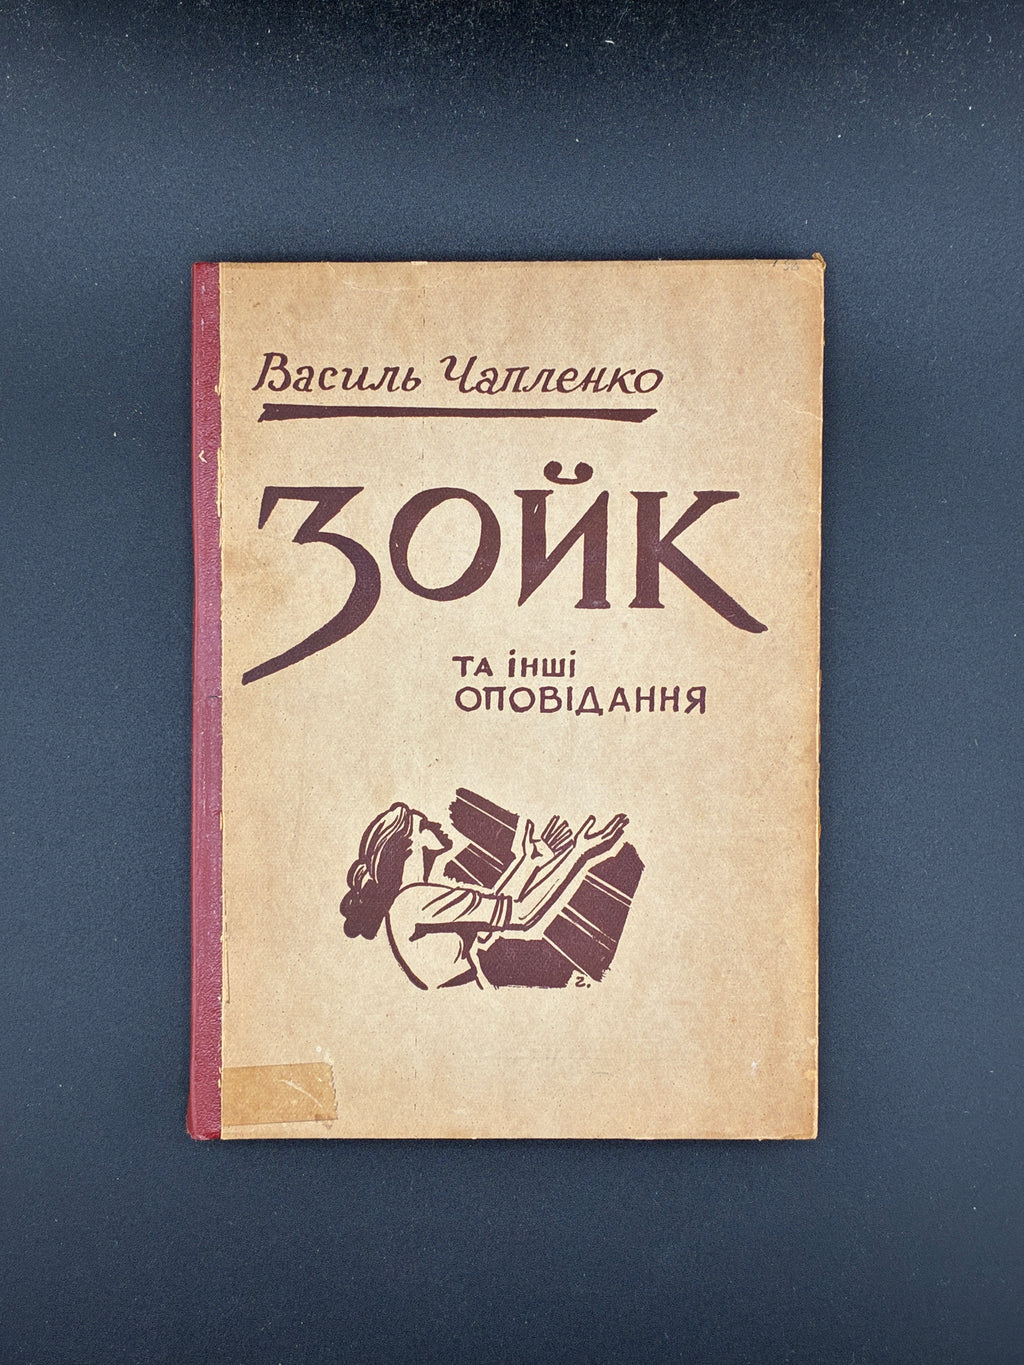 Василь Чапленко
ЗОЙК
та інші
оповідання
г.